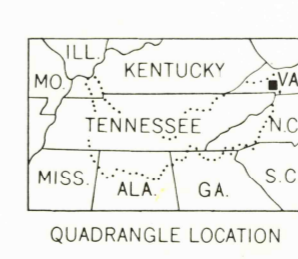 ILL.
KENTUCKY
MO.
VA
TENNESSEE
N.C
MISS.
ALA.
GA.
S.C
QUADRANGLE LOCATION